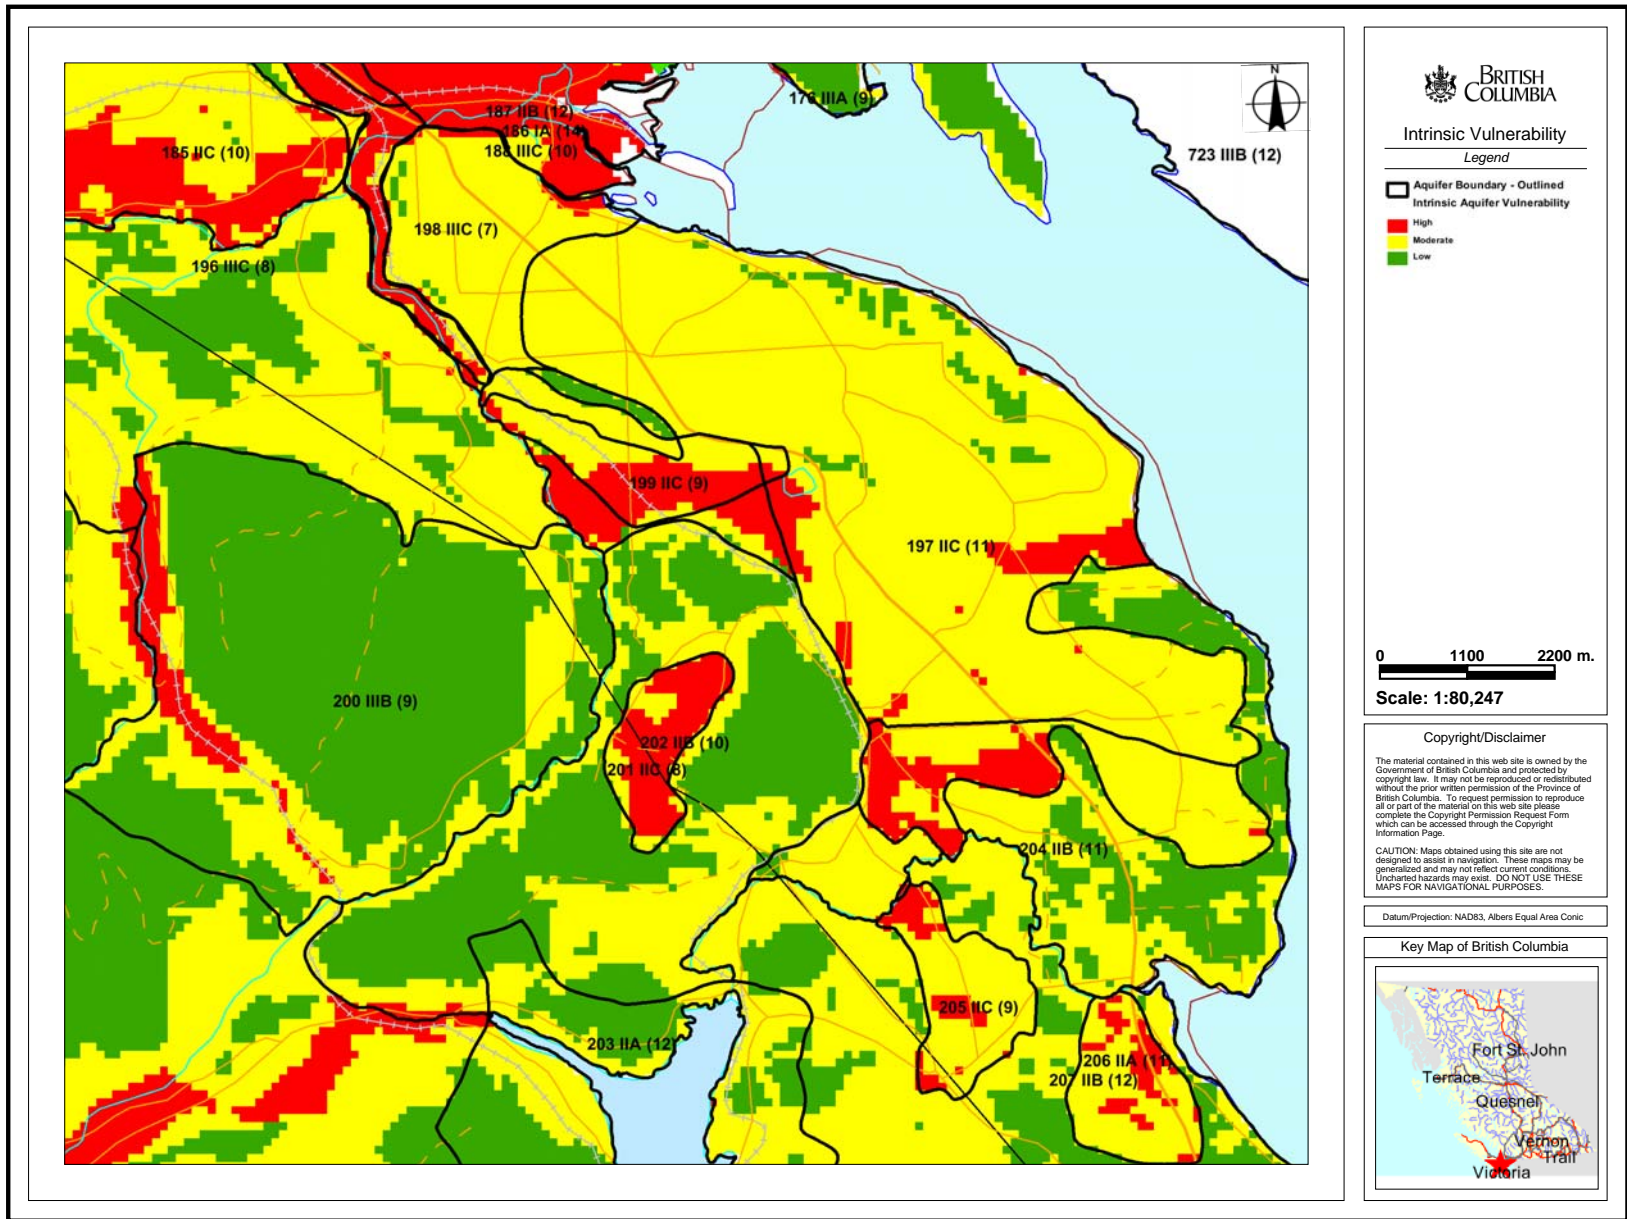 187 IIB (12)
186 IA (14)
188 IIIC (10)
176 IIIA (9)
N
723 IIIB (12)
185 IIC (10)
198 IIIC (7)
196 IIIC (8)
199 IIC (9)
197 IIC (11)
200 IIIB (9)
202 IIB (10)
201 IIC (8)
204 IIB (11)
205 IIC (9)
203 IIA (12)
206 IIA (11)
207 IIB (12)
BRITISH
COLUMBIA
Intrinsic Vulnerability
Legend
Aquifer Boundary - Outlined
Intrinsic Aquifer Vulnerability
High
Moderate
Low
0 1100 2200 m.
Scale: 1:80,247
Copyright/Disclaimer
The material contained in this web site is owned by the
Government of British Columbia and protected by
copyright law. It may not be reproduced or redistributed
without the prior written permission of the Province of
British Columbia. To request permission to reproduce
all or part of the material on this web site please
complete the Copyright Permission Request Form
which can be accessed through the Copyright
Information Page.
CAUTION: Maps obtained using this site are not
designed to assist in navigation. These maps may be
generalized and may not reflect current conditions.
Uncharted hazards may exist. DO NOT USE THESE
MAPS FOR NAVIGATIONAL PURPOSES.
Datum/Projection: NAD83, Albers Equal Area Conic
Key Map of British Columbia
Fort St. John
Terrace
Quesnel
Vernon
Trail
Victoria